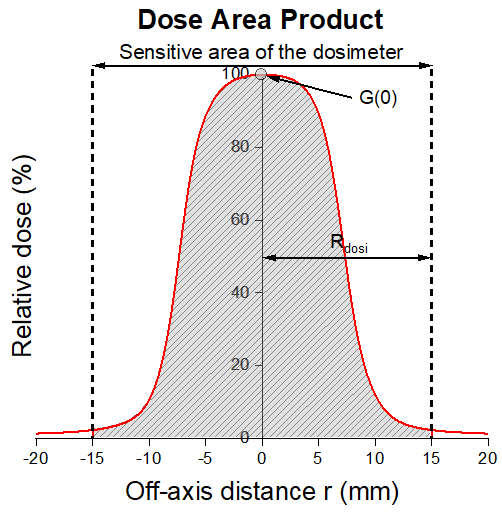 Dose Area Product
Sensitive area of the dosimeter
100
G(0)
80
60
Rdosi
40
20
0
Relative dose (%)
-20 -15 -10 -5 0 5 10 15 20
Off-axis distance r (mm)